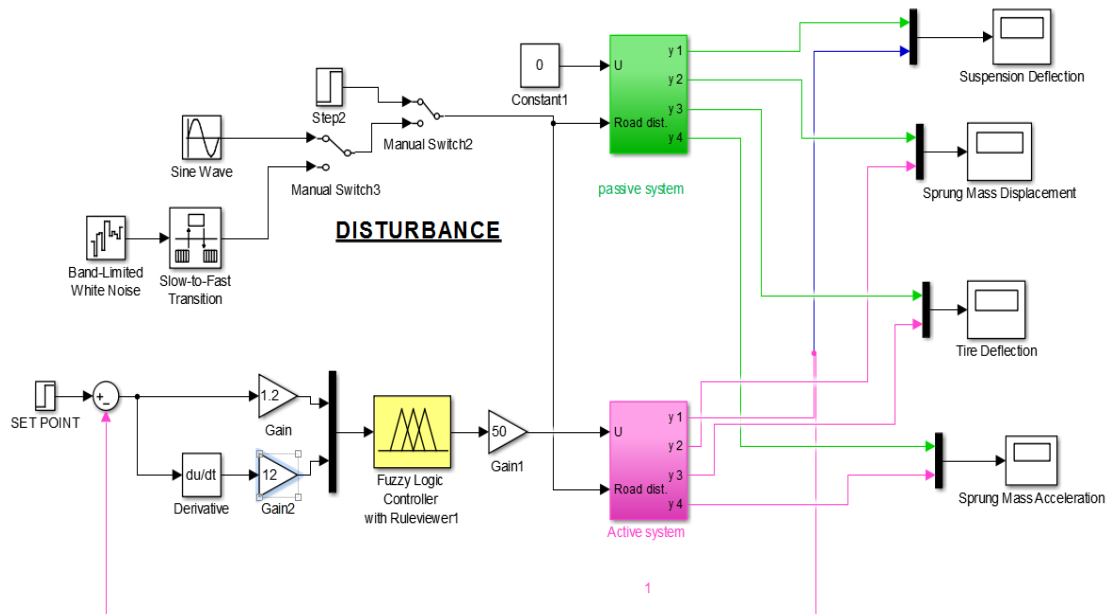 Step2
0
Constant1
U
Road dist.
y 1
y 2
y 3
y 4
passive system
Suspension Deflection
Sine Wave
Manual Switch2
Manual Switch3
Sprung Mass Displacement
DISTURBANCE
Band-Limited
White Noise
Slow-to-Fast
Transition
Tire Deflection
SET POINT
+
−
1.2
Gain
du/dt
Derivative
12
Gain2
Fuzzy Logic
Controller
with Ruleviewer1
50
Gain1
U
Road dist.
y 1
y 2
y 3
y 4
Active system
Sprung Mass Acceleration
1